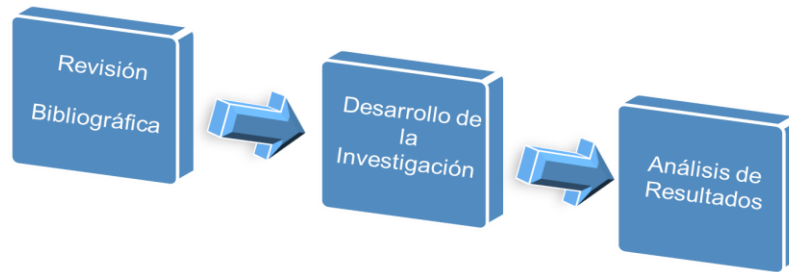 Revisión
Bibliográfica
Desarrollo de
la
Investigación
Análisis de
Resultados